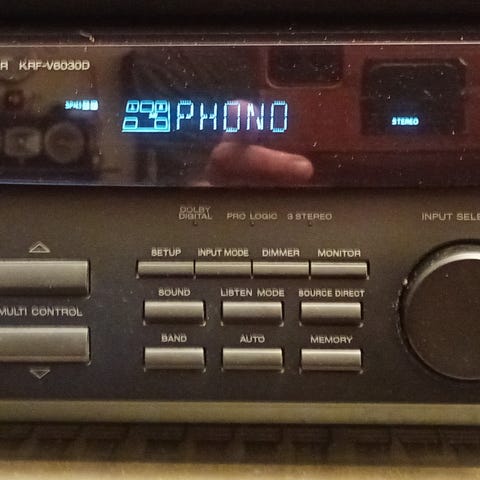 R KRF-V6030D
PHONO
STEREO
DOLBY
DIGITAL
PRO LOGIC
3 STEREO
INPUT SELE
SETUP
INPUT MODE
DIMMER
MONITOR
SOUND
LISTEN MODE
SOURCE DIRECT
MULTI CONTROL
BAND
AUTO
MEMORY